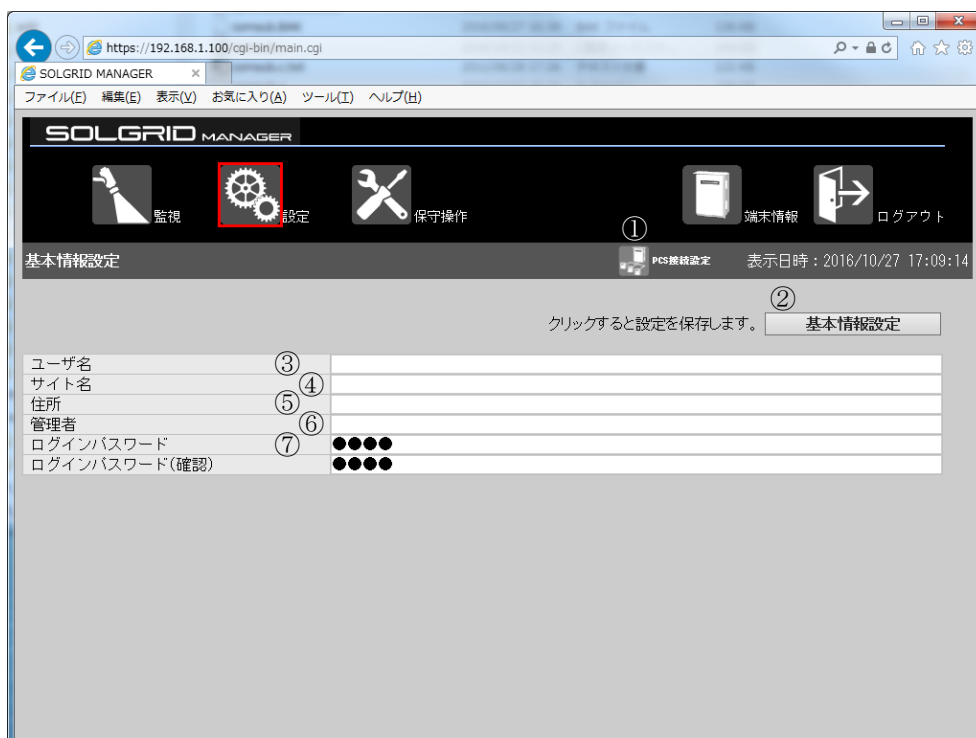 https://192.168.1.100/cgi-bin/main.cgi
SOLGRID MANAGER ×
ファイル(F) 編集(E) 表示(V) お気に入り(A) ツール(T) ヘルプ(H)
SOLGRID MANAGER
監視 設定 保守操作 端末情報 ログアウト
①
基本情報設定 PCS接続設定 表示日時：2016/10/27 17:09:14
②
クリックすると設定を保存します。 基本情報設定
ユーザ名 ③
サイト名 ④
住所 ⑤
管理者 ⑥
ログインパスワード ⑦ ●●●●
ログインパスワード(確認) ●●●●